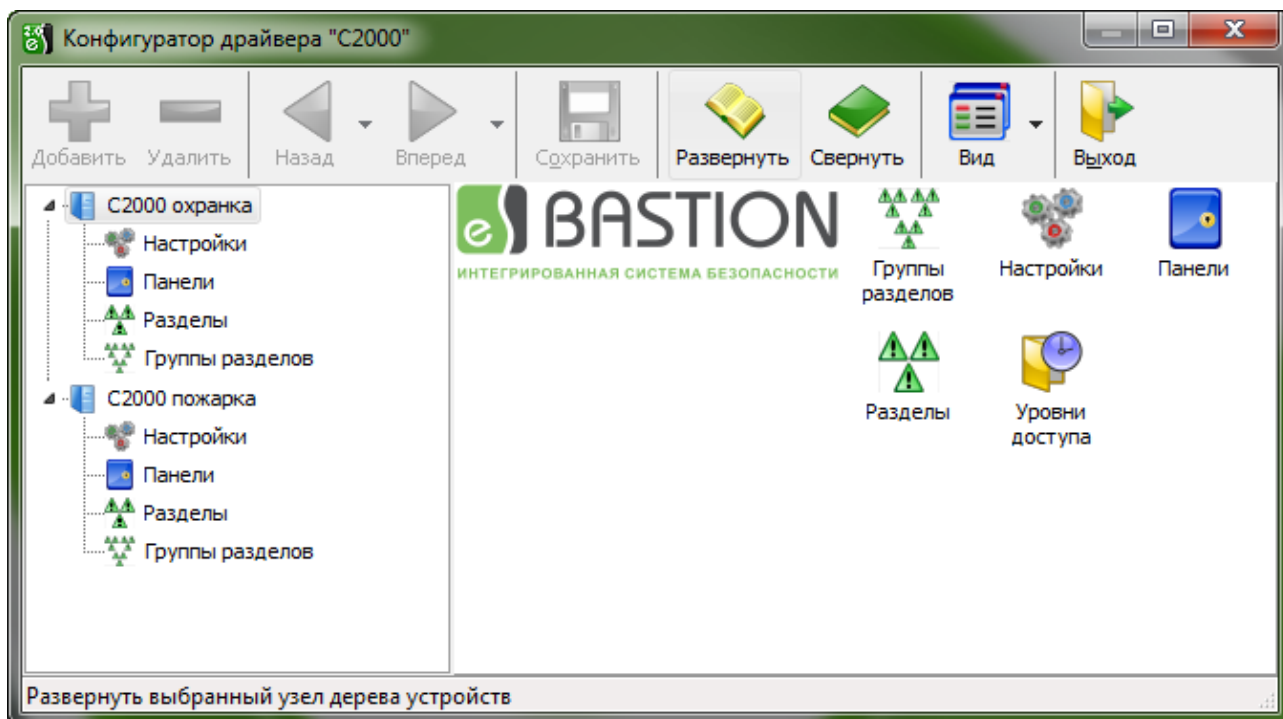 Конфигуратор драйвера "С2000"
Добавить Удалить Назад Вперед Сохранить Развернуть Свернуть Вид Выход
С2000 охранка
Настройки
Панели
Разделы
Группы разделов
С2000 пожарка
Настройки
Панели
Разделы
Группы разделов
eS BASTION
ИНТЕГРИРОВАННАЯ СИСТЕМА БЕЗОПАСНОСТИ
Группы
разделов
Настройки
Панели
Разделы
Уровни
доступа
Развернуть выбранный узел дерева устройств